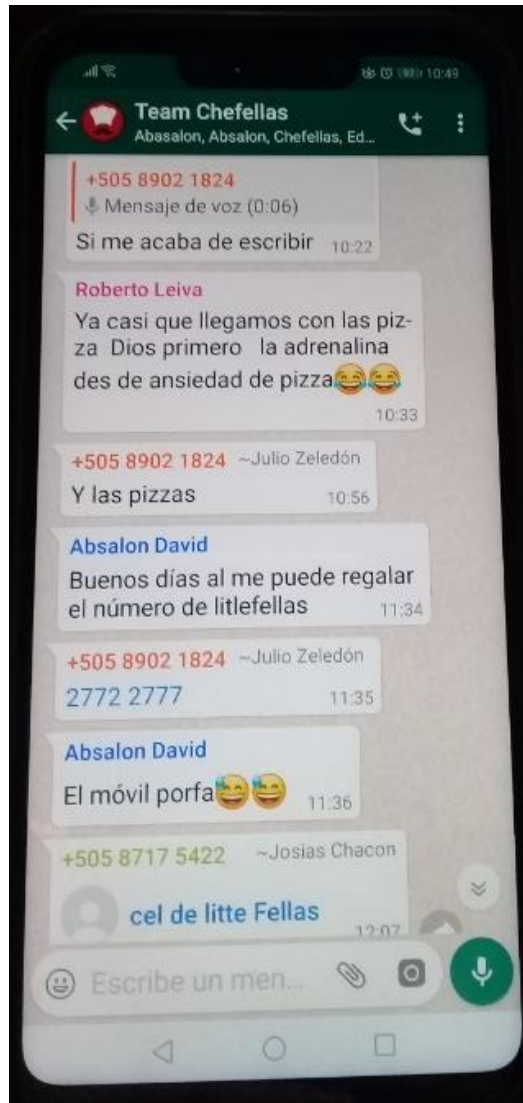 10:49
Team Chefellas
Abasalon, Absalon, Chefellas, Ed...
+505 8902 1824
Mensaje de voz (0:06)
Si me acaba de escribir 10:22
Roberto Leiva
Ya casi que llegamos con las piz-
za Dios primero la adrenalina
des de ansiedad de pizza😂😂
10:33
+505 8902 1824 ~Julio Zeledón
Y las pizzas 10:56
Absalon David
Buenos días al me puede regalar
el número de litlefellas 11:34
+505 8902 1824 ~Julio Zeledón
2772 2777 11:35
Absalon David
El móvil porfa😅😅 11:36
+505 8717 5422 ~Josias Chacon
cel de litte Fellas
12:07
Escribe un men...